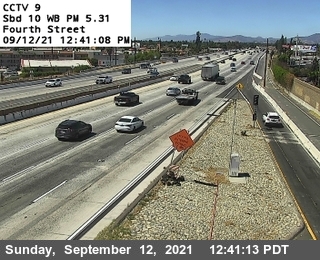 CCTV 9
Sbd 10 WB PM 5.31
Fourth Street
09/12/21 12:41:08 PM
Sunday, September 12, 2021 12:41:13 PDT